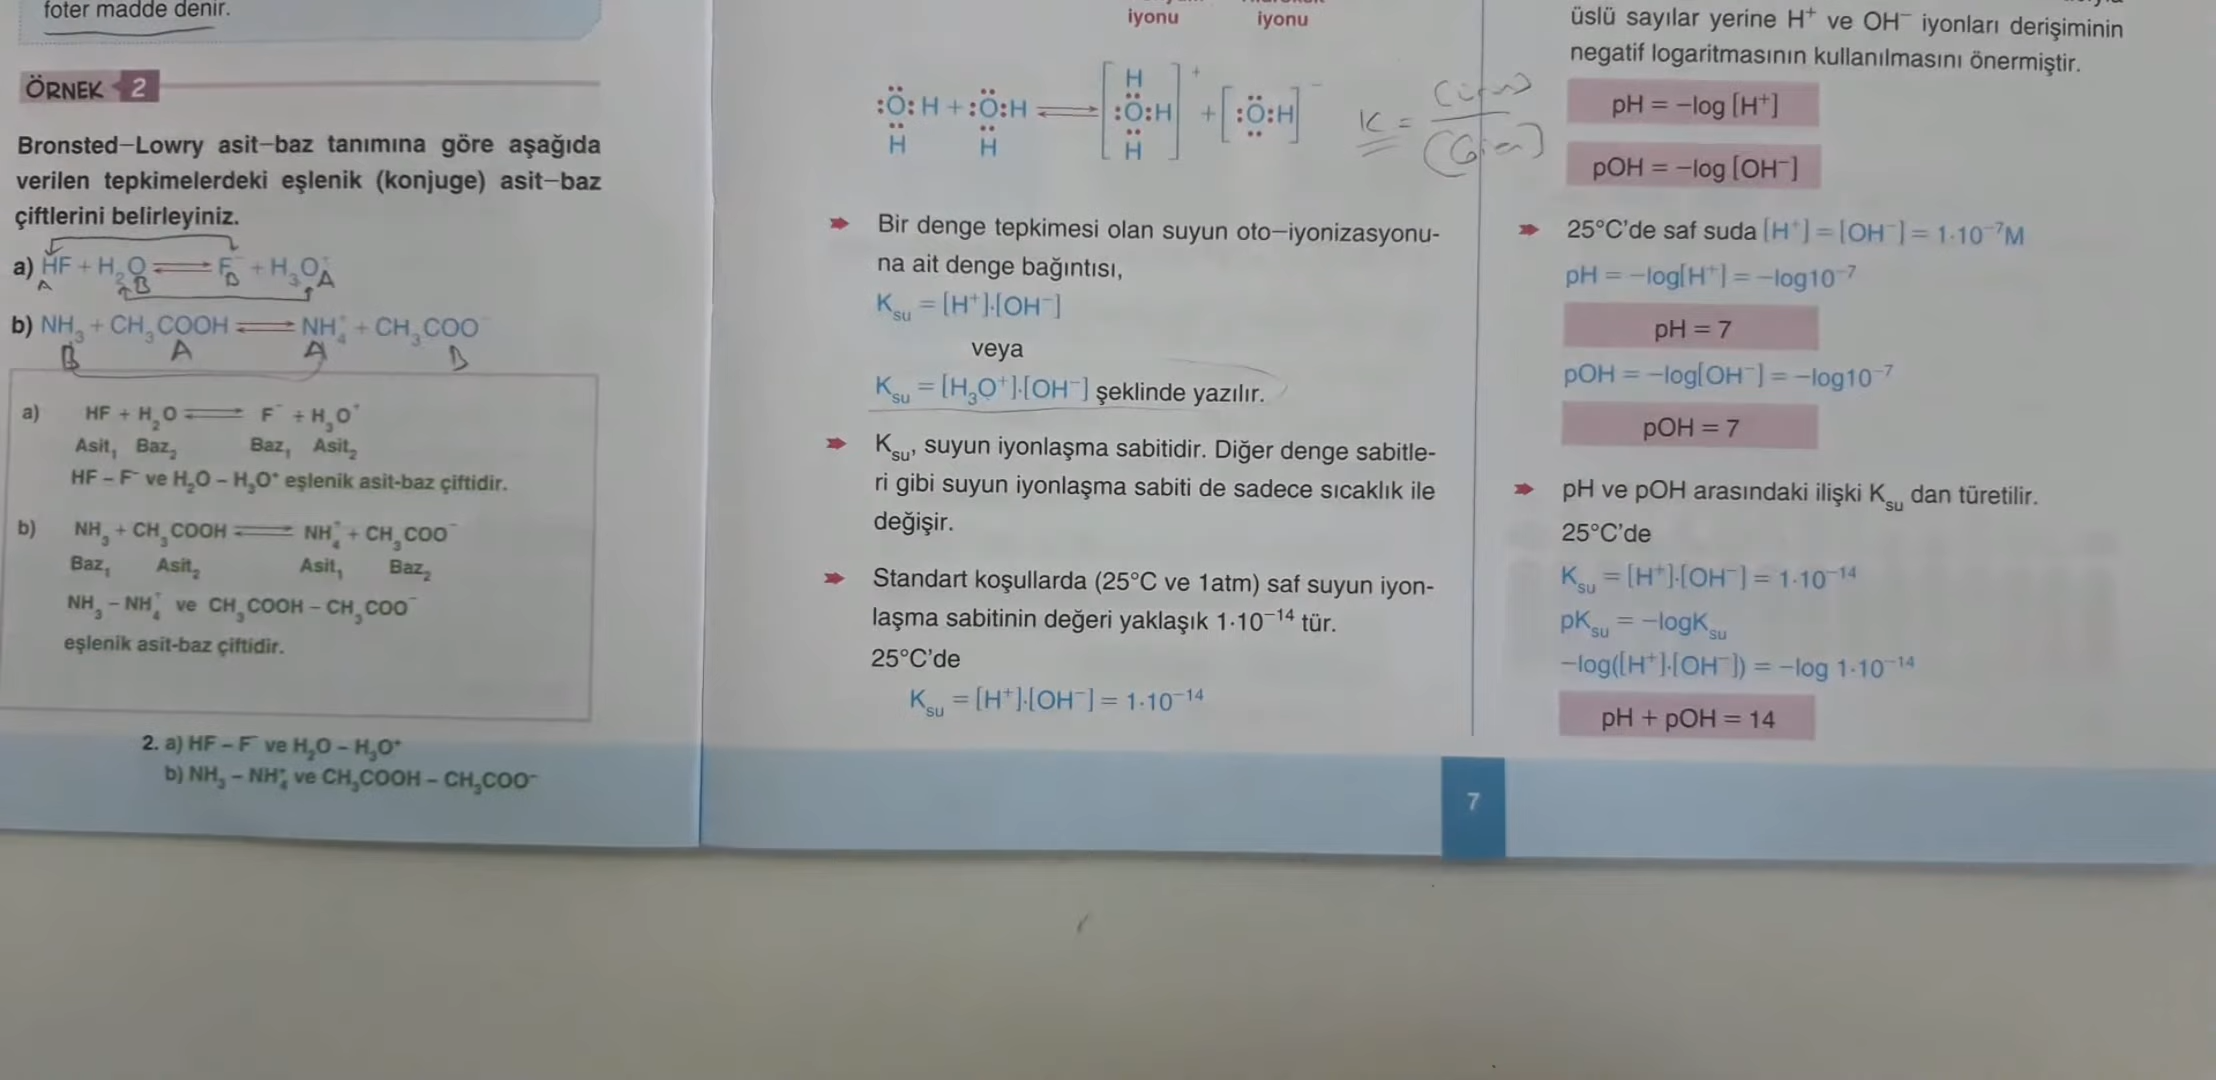 foter madde denir.
ÖRNEK 2
Bronsted–Lowry asit–baz tanımına göre aşağıda
verilen tepkimelerdeki eşlenik (konjuge) asit–baz
çiftlerini belirleyiniz.
a) HF + H₂O ⇌ F⁻ + H₃O⁺
A B B A
b) NH₃ + CH₃COOH ⇌ NH₄⁺ + CH₃COO⁻
B A A B
a) HF + H₂O ⇌ F⁻ + H₃O⁺
Asit₁ Baz₂ Baz₁ Asit₂
HF – F⁻ ve H₂O – H₃O⁺ eşlenik asit-baz çiftidir.
b) NH₃ + CH₃COOH ⇌ NH₄⁺ + CH₃COO⁻
Baz₁ Asit₂ Asit₁ Baz₂
NH₃ – NH₄⁺ ve CH₃COOH – CH₃COO⁻
eşlenik asit-baz çiftidir.
2. a) HF – F⁻ ve H₂O – H₃O⁺
b) NH₃ – NH₄⁺ ve CH₃COOH – CH₃COO⁻
iyonu iyonu
:Ö:H + :Ö:H ⇌ [H :Ö:H H]⁺ + [:Ö:H]⁻
H H
K =
Bir denge tepkimesi olan suyun oto–iyonizasyonu-
na ait denge bağıntısı,
Kₛᵤ = [H⁺]·[OH⁻]
veya
Kₛᵤ = [H₃O⁺]·[OH⁻] şeklinde yazılır.
Kₛᵤ, suyun iyonlaşma sabitidir. Diğer denge sabitle-
ri gibi suyun iyonlaşma sabiti de sadece sıcaklık ile
değişir.
Standart koşullarda (25°C ve 1atm) saf suyun iyon-
laşma sabitinin değeri yaklaşık 1·10⁻¹⁴ tür.
25°C'de
Kₛᵤ = [H⁺]·[OH⁻] = 1·10⁻¹⁴
üslü sayılar yerine H⁺ ve OH⁻ iyonları derişiminin
negatif logaritmasının kullanılmasını önermiştir.
pH = –log [H⁺]
pOH = –log [OH⁻]
25°C'de saf suda [H⁺] = [OH⁻] = 1·10⁻⁷M
pH = –log[H⁺] = –log10⁻⁷
pH = 7
pOH = –log[OH⁻] = –log10⁻⁷
pOH = 7
pH ve pOH arasındaki ilişki Kₛᵤ dan türetilir.
25°C'de
Kₛᵤ = [H⁺]·[OH⁻] = 1·10⁻¹⁴
pKₛᵤ = –logKₛᵤ
–log([H⁺]·[OH⁻]) = –log 1·10⁻¹⁴
pH + pOH = 14
7